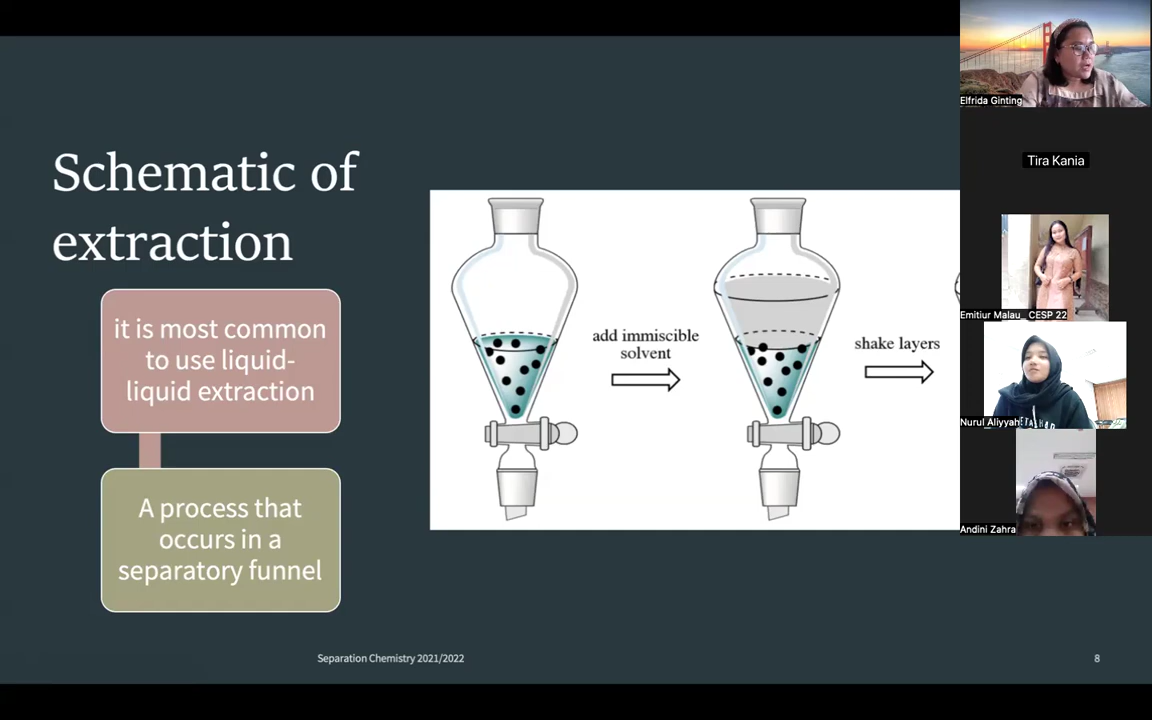 Schematic of
extraction
it is most common
to use liquid-
liquid extraction
A process that
occurs in a
separatory funnel
add immiscible
solvent
shake layers
Separation Chemistry 2021/2022
8
Elfrida Ginting
Tira Kania
Emitiur Malau_ CESP 22
Nurul Aliyyah
Andini Zahra